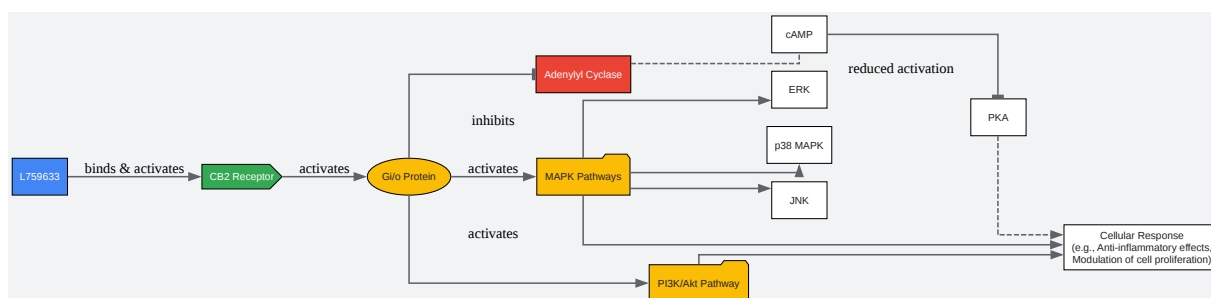 cAMP
reduced activation
Adenylyl Cyclase
ERK
PKA
inhibits
p38 MAPK
L759633
binds & activates
CB2 Receptor
activates
Gi/o Protein
activates
MAPK Pathways
JNK
activates
Cellular Response
(e.g., Anti-inflammatory effects,
Modulation of cell proliferation)
PI3K/Akt Pathway